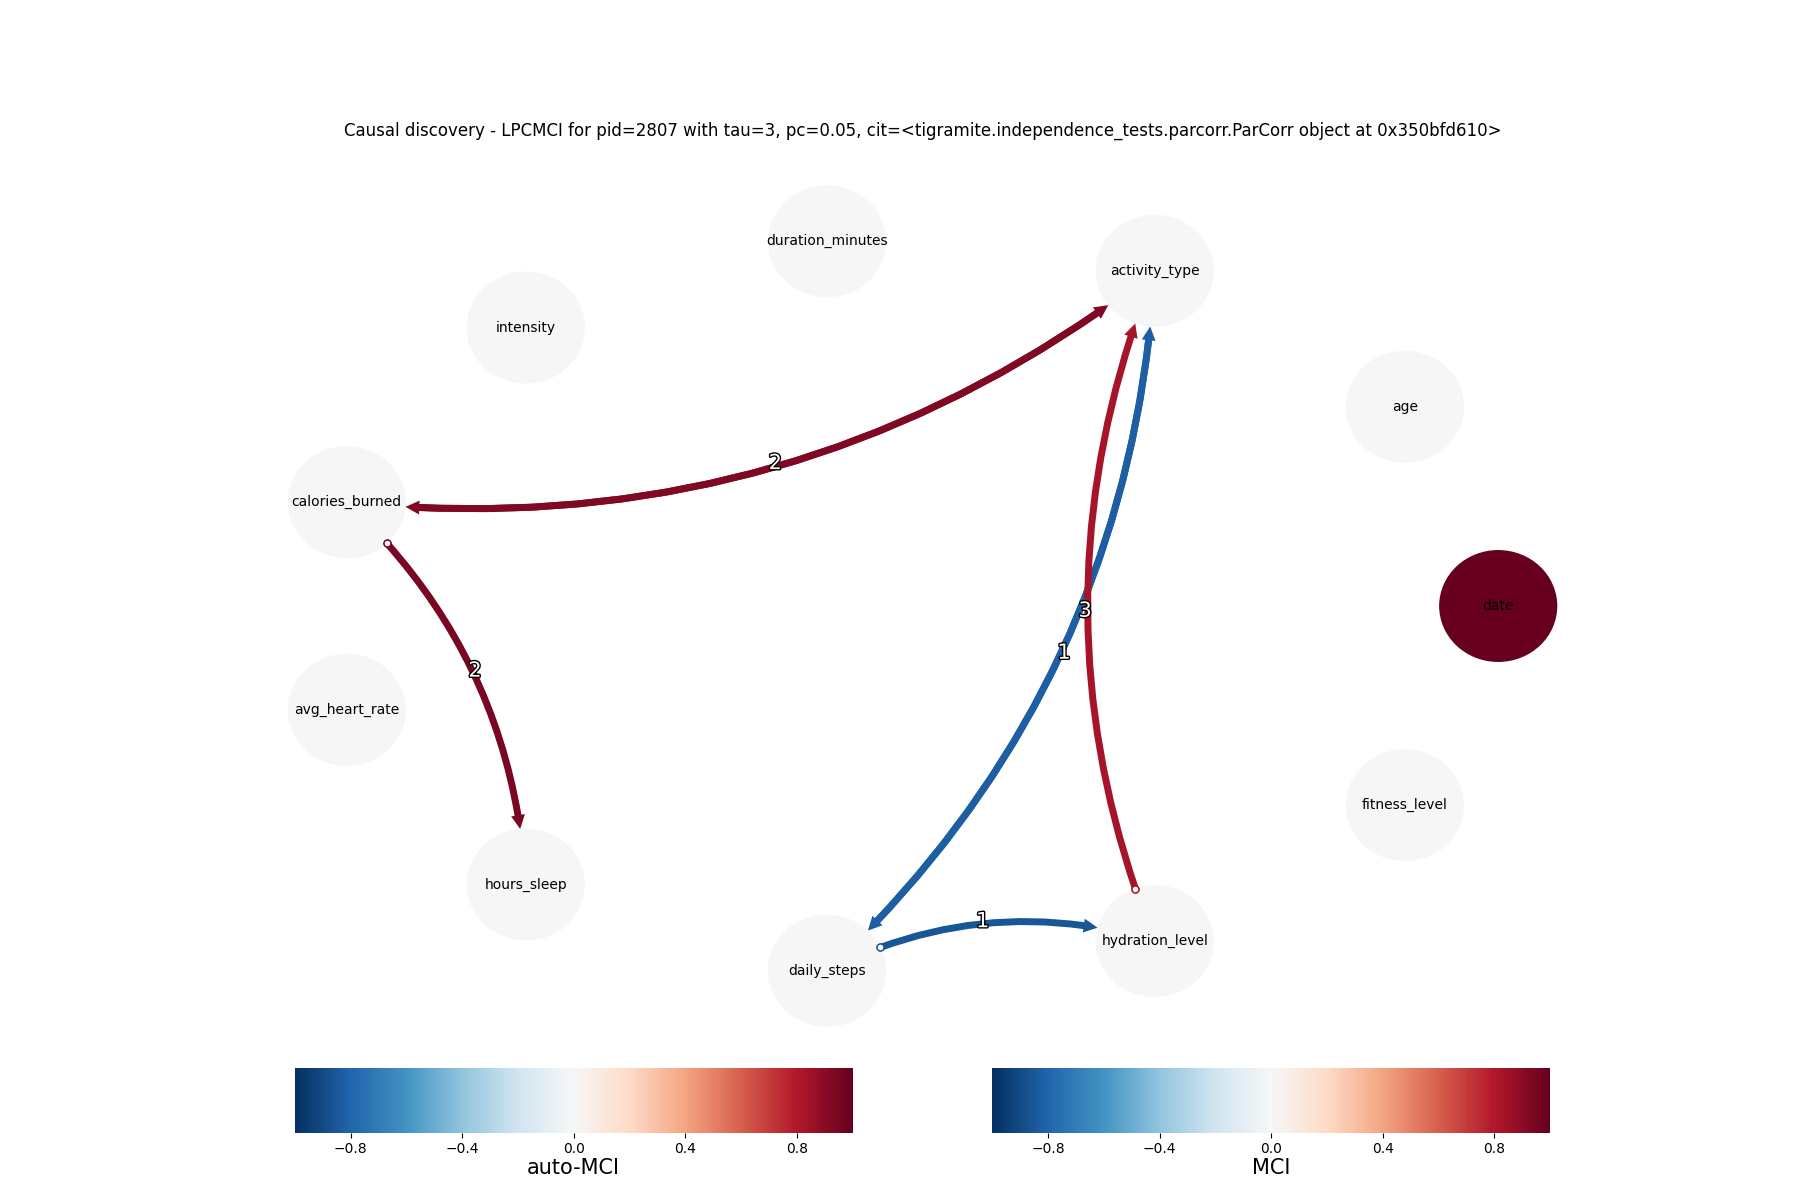 Causal discovery - LPCMCI for pid=2807 with tau=3, pc=0.05, cit=<tigramite.independence_tests.parcorr.ParCorr object at 0x350bfd610>
duration_minutes
activity_type
intensity
age
2
calories_burned
date
3
1
2
avg_heart_rate
fitness_level
hours_sleep
1
hydration_level
daily_steps
−0.8 −0.4 0.0 0.4 0.8
auto-MCI
−0.8 −0.4 0.0 0.4 0.8
MCI